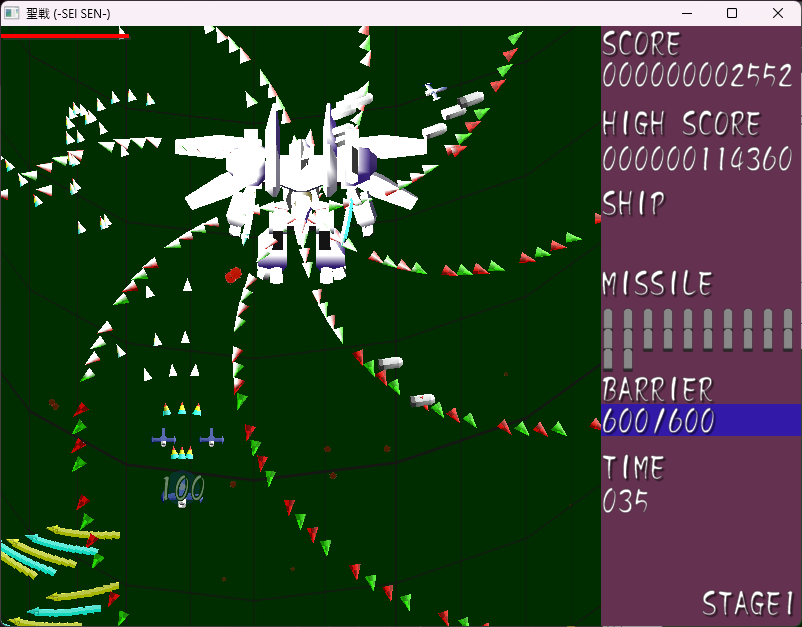 聖戦 (-SEI SEN-)
SCORE
000000002552
HIGH SCORE
000000114360
SHIP
MISSILE
BARRIER
600/600
TIME
035
100
STAGE1